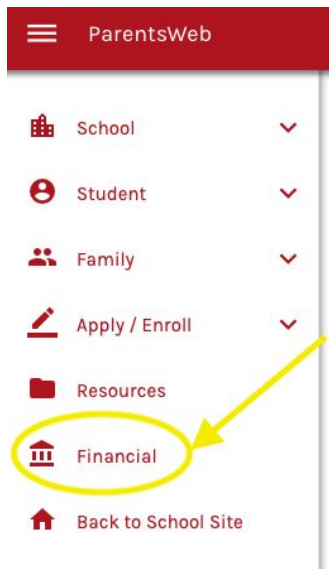 ParentsWeb
School
Student
Family
Apply / Enroll
Resources
Financial
Back to School Site